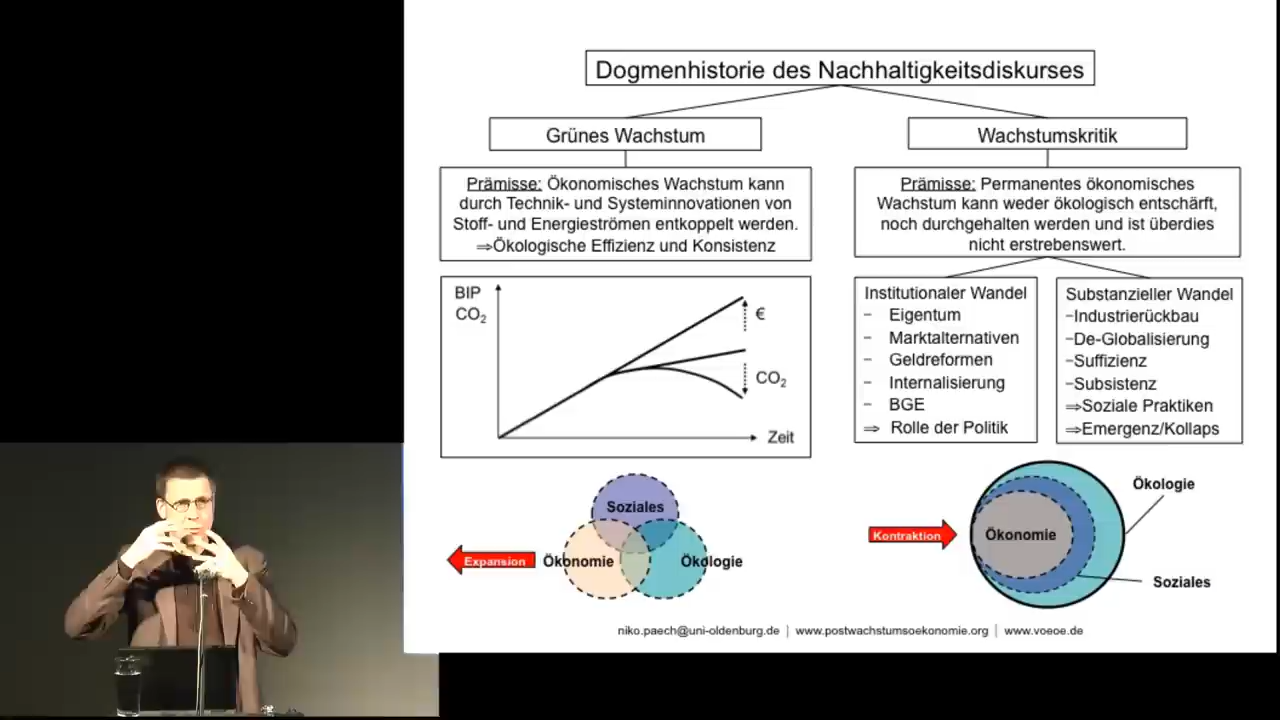 Dogmenhistorie des Nachhaltigkeitsdiskurses
Grünes Wachstum
Prämisse: Ökonomisches Wachstum kann
durch Technik- und Systeminnovationen von
Stoff- und Energieströmen entkoppelt werden.
⇒Ökologische Effizienz und Konsistenz
BIP
CO₂
€
CO₂
Zeit
Soziales
Ökonomie
Ökologie
Expansion
Wachstumskritik
Prämisse: Permanentes ökonomisches
Wachstum kann weder ökologisch entschärft,
noch durchgehalten werden und ist überdies
nicht erstrebenswert.
Institutionaler Wandel
- Eigentum
- Marktalternativen
- Geldreformen
- Internalisierung
- BGE
⇒ Rolle der Politik
Substanzieller Wandel
-Industrierückbau
-De-Globalisierung
-Suffizienz
-Subsistenz
⇒Soziale Praktiken
⇒Emergenz/Kollaps
Kontraktion
Ökonomie
Ökologie
Soziales
niko.paech@uni-oldenburg.de | www.postwachstumsoekonomie.org | www.voeoe.de